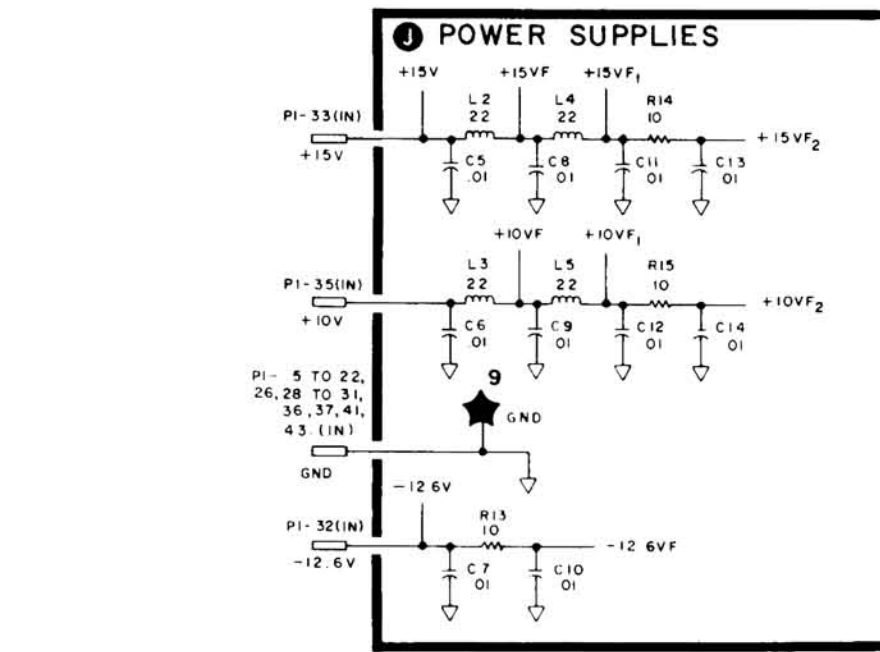 J POWER SUPPLIES
+15V +15VF +15VF1
L2 L4 R14
22 22 10
P1-33(IN)
+15V
+15VF2
C5 C8 C11 C13
.01 01 01 01
+10VF +10VF1
L3 L5 R15
22 22 10
P1-35(IN)
+10V
+10VF2
C6 C9 C12 C14
.01 01 01 01
P1- 5 TO 22,
26,28 TO 31,
36,37,41,
43.(IN)
GND
9
GND
-12 6V
R13
10
P1-32(IN)
-12.6V
-12 6VF
C7 C10
01 01